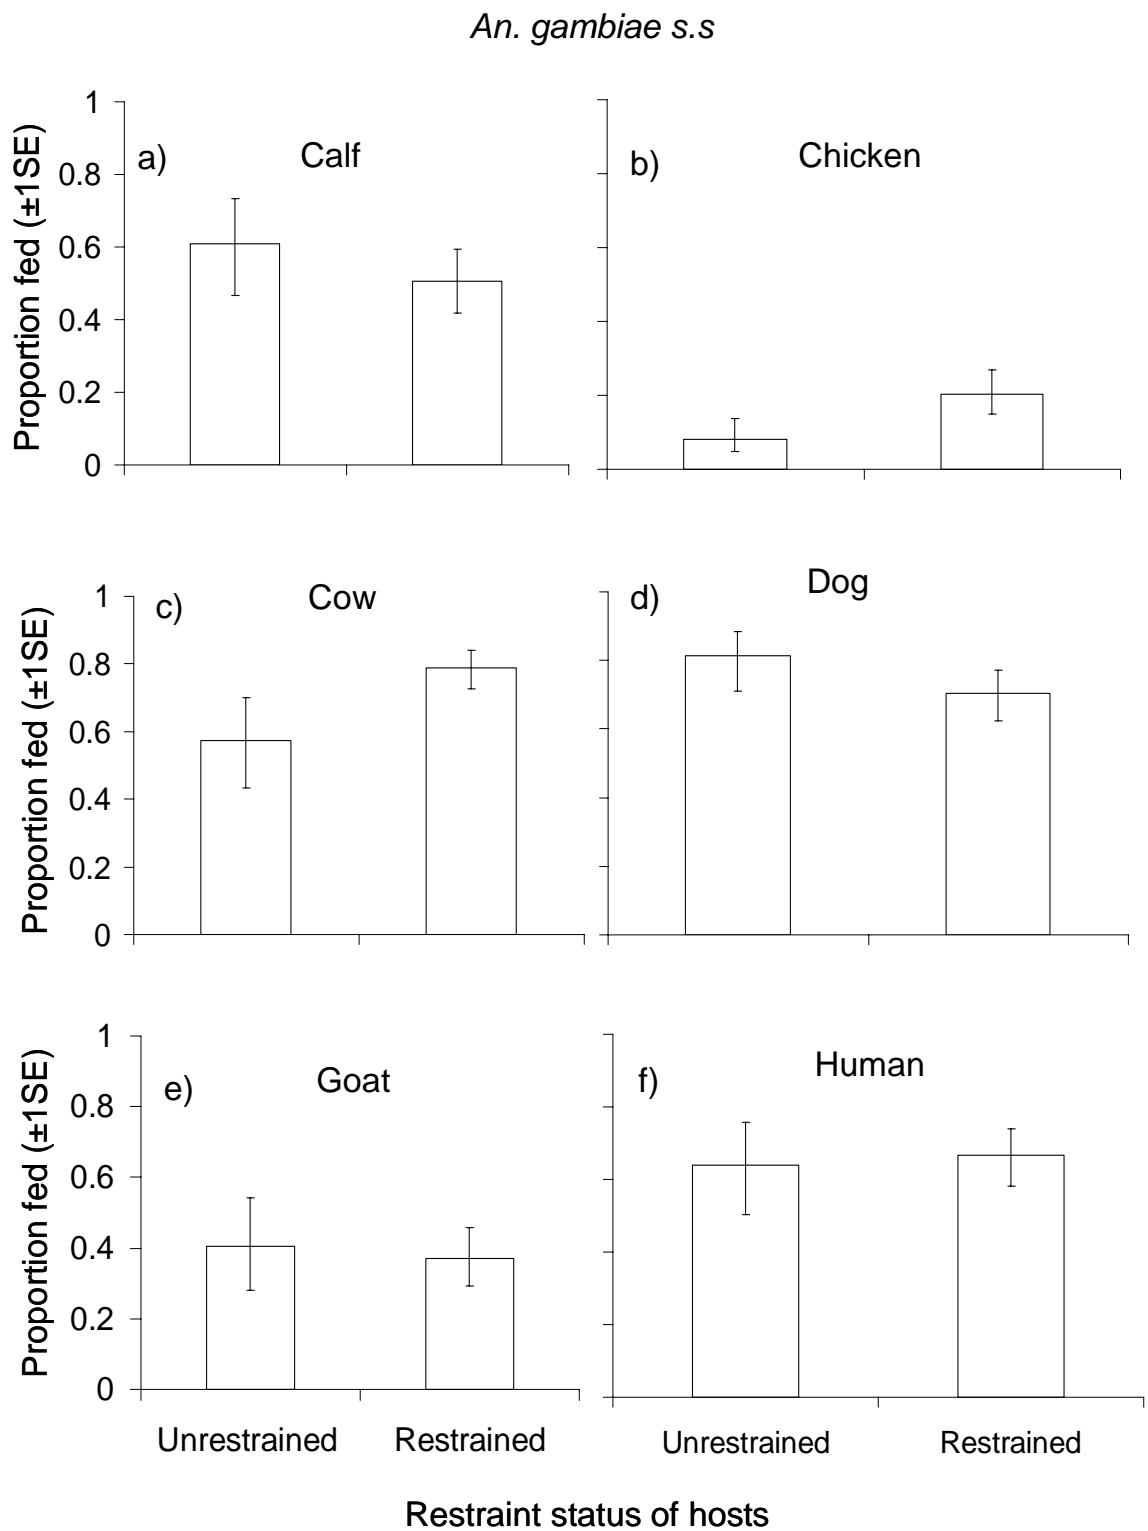 An. gambiae s.s
a) Calf
b) Chicken
Proportion fed (±1SE)
1
0.8
0.6
0.4
0.2
0
c) Cow
d) Dog
Proportion fed (±1SE)
1
0.8
0.6
0.4
0.2
0
e) Goat
f) Human
Proportion fed (±1SE)
1
0.8
0.6
0.4
0.2
0
Unrestrained Restrained
Unrestrained Restrained
Restraint status of hosts